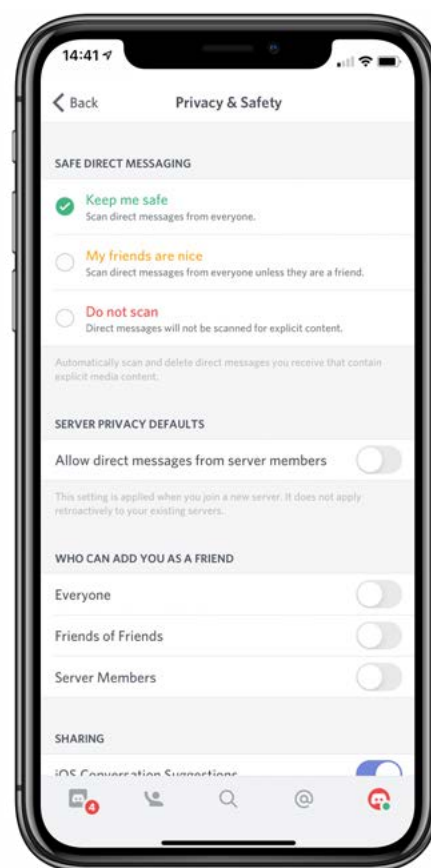 14:41
Back
Privacy & Safety
SAFE DIRECT MESSAGING
Keep me safe
Scan direct messages from everyone.
My friends are nice
Scan direct messages from everyone unless they are a friend.
Do not scan
Direct messages will not be scanned for explicit content.
Automatically scan and delete direct messages you receive that contain
explicit media content.
SERVER PRIVACY DEFAULTS
Allow direct messages from server members
This setting is applied when you join a new server. It does not apply
retroactively to your existing servers.
WHO CAN ADD YOU AS A FRIEND
Everyone
Friends of Friends
Server Members
SHARING
iOS Conversation Suggestions
4